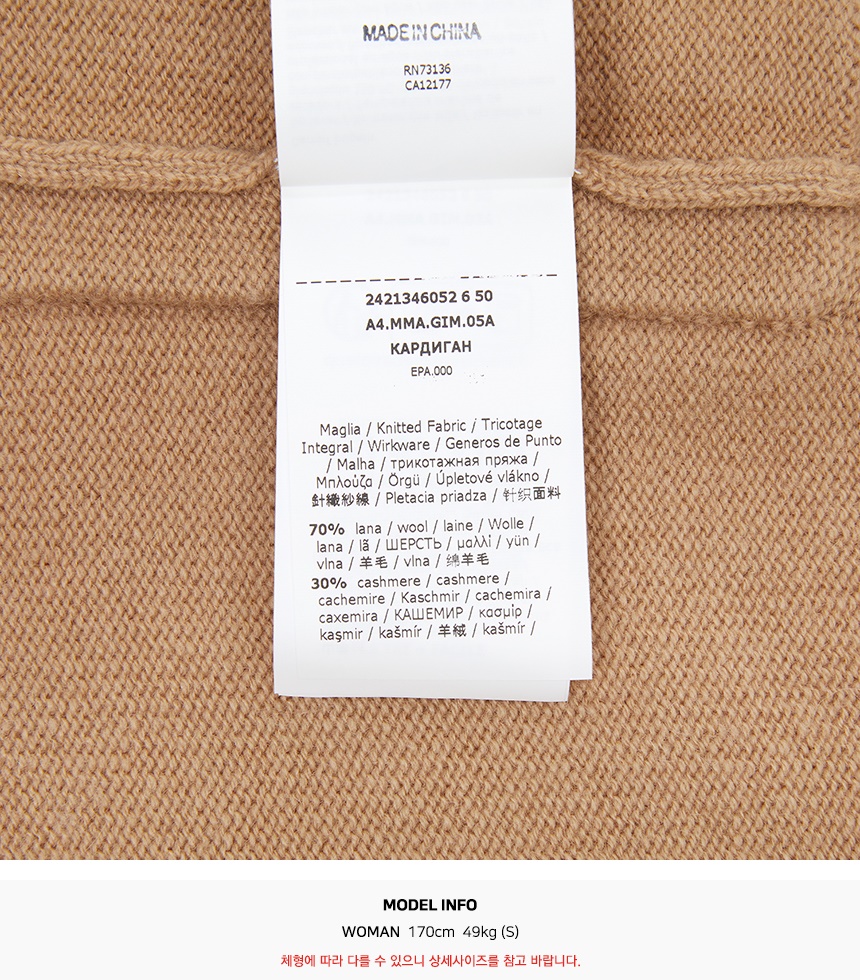 MADE IN CHINA
RN73136
CA12177
2421346052 6 50
A4.MMA.GIM.05A
КАРДИГАН
EPA.000
Maglia / Knitted Fabric / Tricotage
Integral / Wirkware / Generos de Punto
/ Malha / трикотажная пряжа /
Μπλούζα / Örgü / Úpletové vlákno /
針織紗線 / Pletacia priadza / 针织面料
70% lana / wool / laine / Wolle /
lana / lã / ШЕРСТЬ / μαλλί / yün /
vlna / 羊毛 / vlna / 绵羊毛
30% cashmere / cashmere /
cachemire / Kaschmir / cachemira /
caxemira / КАШЕМИР / κασμίρ /
kaşmir / kašmír / 羊絨 / kašmír /
MODEL INFO
WOMAN 170cm 49kg (S)
체형에 따라 다를 수 있으니 상세사이즈를 참고 바랍니다.